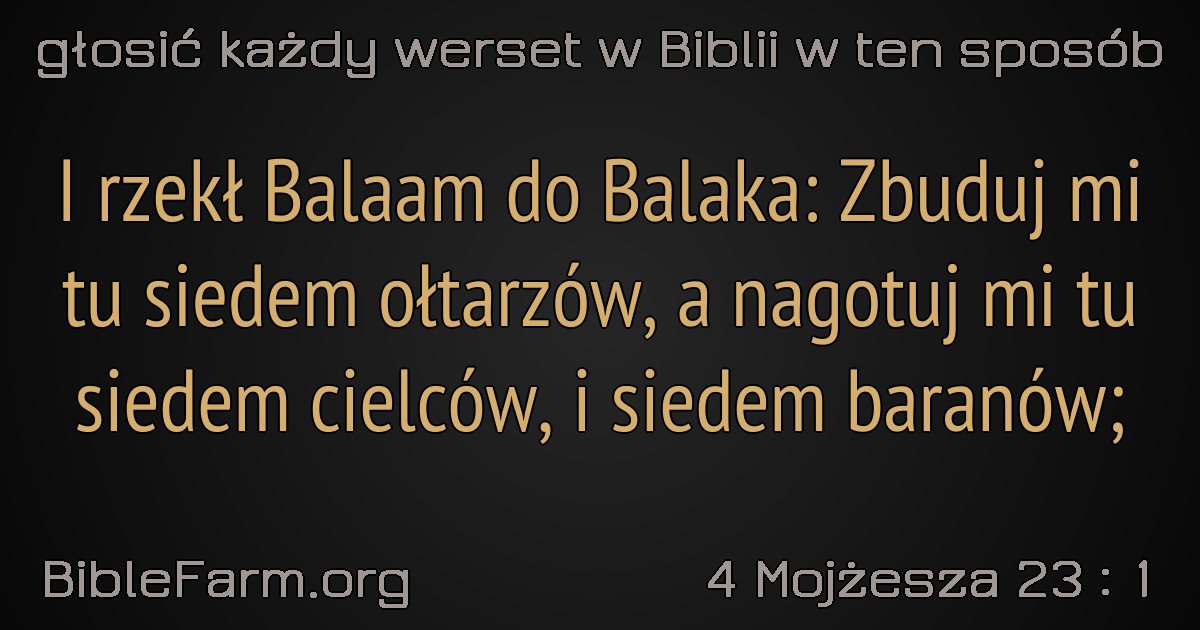 głosić każdy werset w Biblii w ten sposób
I rzekł Balaam do Balaka: Zbuduj mi
tu siedem ołtarzów, a nagotuj mi tu
siedem cielców, i siedem baranów;
BibleFarm.org
4 Mojżesza 23 : 1